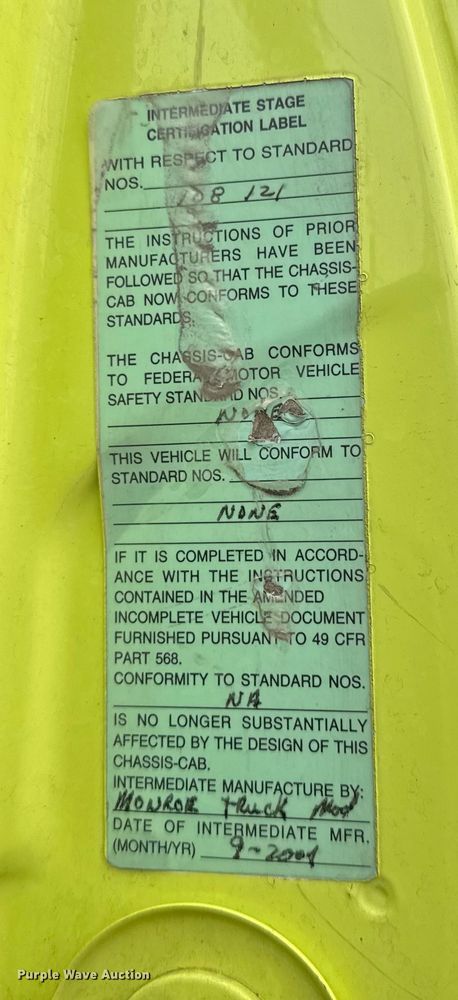 INTERMEDIATE STAGE
CERTIFICATION LABEL
WITH RESPECT TO STANDARD
NOS.
108 121
THE INSTRUCTIONS OF PRIOR
MANUFACTURERS HAVE BEEN
FOLLOWED SO THAT THE CHASSIS-
CAB NOW CONFORMS TO THESE
STANDARDS.
THE CHASSIS-CAB CONFORMS
TO FEDERAL MOTOR VEHICLE
SAFETY STANDARD NOS.
NONE
THIS VEHICLE WILL CONFORM TO
STANDARD NOS.
NONE
IF IT IS COMPLETED IN ACCORD-
ANCE WITH THE INSTRUCTIONS
CONTAINED IN THE AMENDED
INCOMPLETE VEHICLE DOCUMENT
FURNISHED PURSUANT TO 49 CFR
PART 568.
CONFORMITY TO STANDARD NOS.
NA
IS NO LONGER SUBSTANTIALLY
AFFECTED BY THE DESIGN OF THIS
CHASSIS-CAB.
INTERMEDIATE MANUFACTURE BY:
MONROE TRUCK Mod
DATE OF INTERMEDIATE MFR.
(MONTH/YR)
Purple Wave Auction